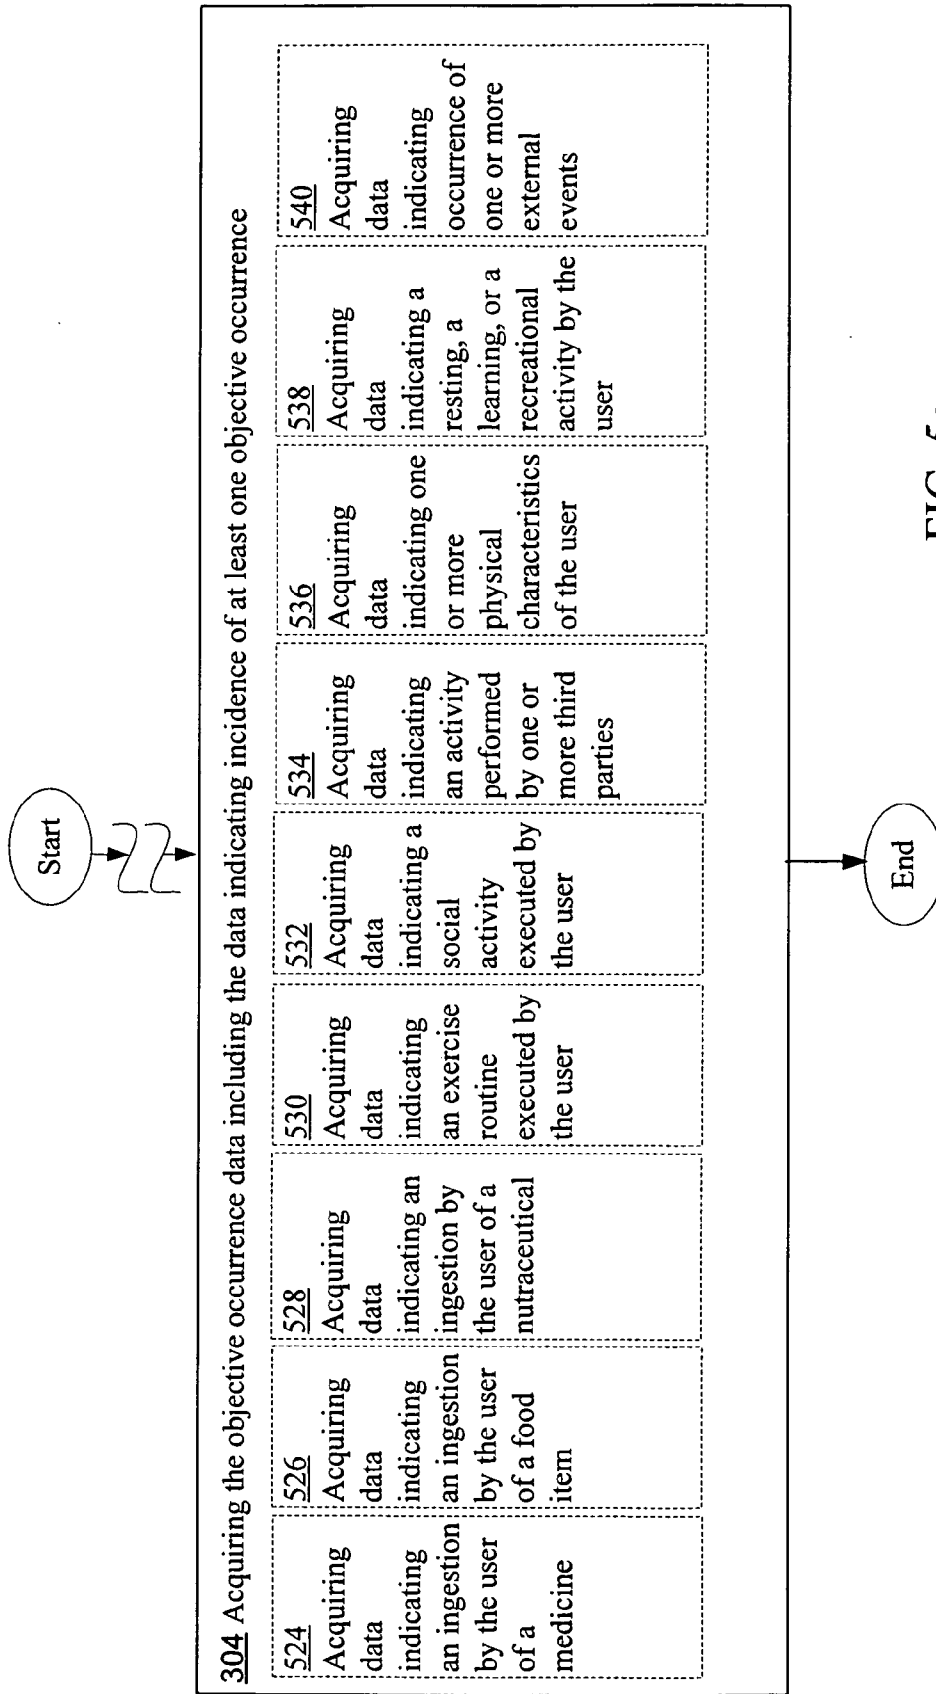 Start
304 Acquiring the objective occurrence data including the data indicating incidence of at least one objective occurrence
524
Acquiring
data
indicating
an ingestion
by the user
of a
medicine
526
Acquiring
data
indicating
an ingestion
by the user
of a food
item
528
Acquiring
data
indicating an
ingestion by
the user of a
nutraceutical
530
Acquiring
data
indicating
an exercise
routine
executed by
the user
532
Acquiring
data
indicating a
social
activity
executed by
the user
534
Acquiring
data
indicating
an activity
performed
by one or
more third
parties
536
Acquiring
data
indicating one
or more
physical
characteristics
of the user
538
Acquiring
data
indicating a
resting, a
learning, or a
recreational
activity by the
user
540
Acquiring
data
indicating
occurrence of
one or more
external
events
End